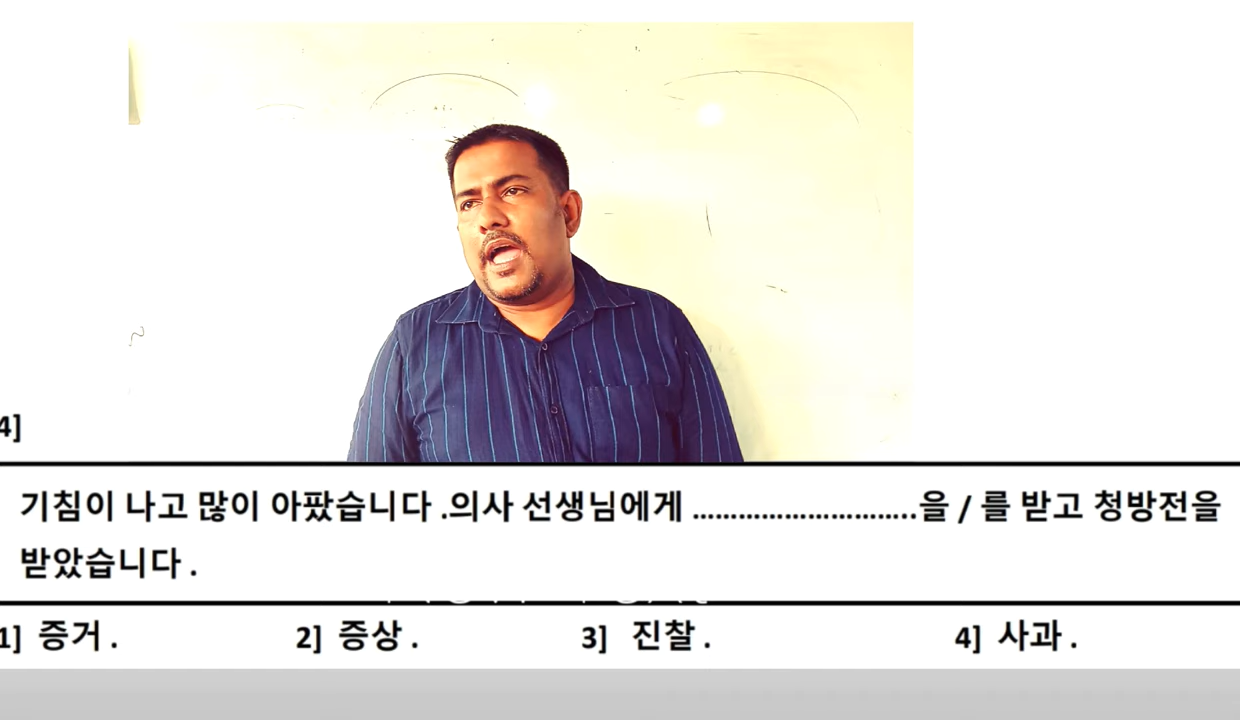 4]
기침이 나고 많이 아팠습니다 .의사 선생님에게 ..............................을 / 를 받고 청방전을
받았습니다 .
1] 증거 . 2] 증상 . 3] 진찰 . 4] 사과 .